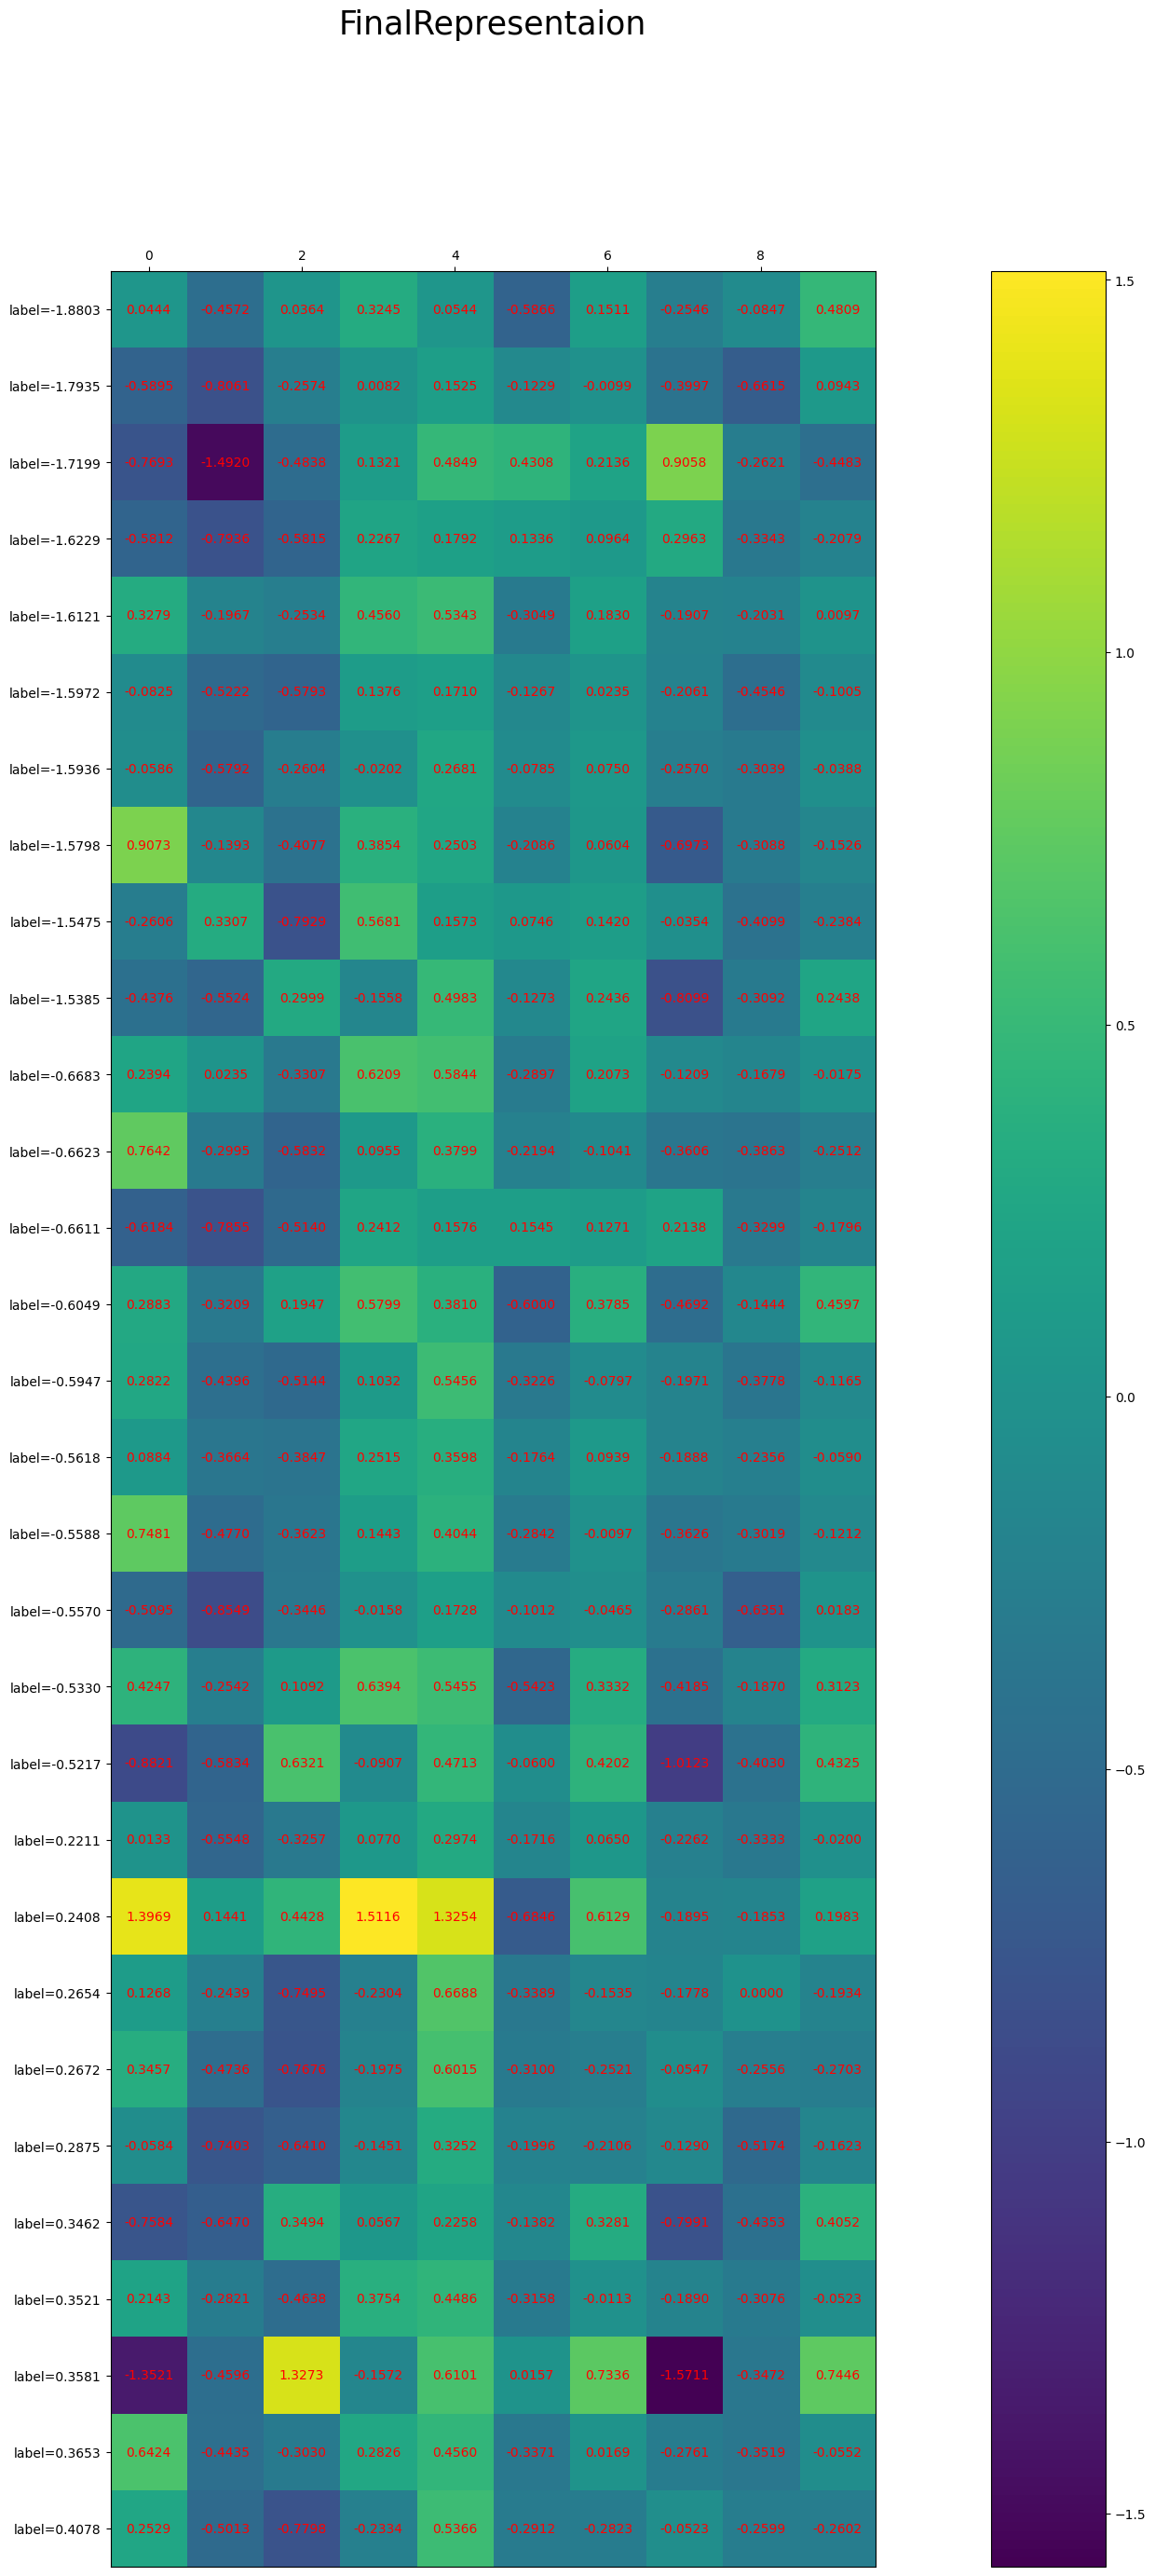 FinalRepresentaion
0 2 4 6 8
label=-1.8803 0.0444 -0.4572 0.0364 0.3245 0.0544 -0.5866 0.1511 -0.2546 -0.0847 0.4809
label=-1.7935 -0.5895 -0.2574 0.0082 0.1525 -0.1229 -0.0099 -0.3997 -0.6615 0.0943
label=-1.7199 -1.4920 -0.4838 0.1321 0.4849 0.4308 0.2136 0.9058 -0.2621 -0.4483
label=-1.6229 -0.5812 -0.7936 -0.5815 0.2267 0.1792 0.1336 0.0964 0.2963 -0.3343 -0.2079
label=-1.6121 0.3279 -0.1967 -0.2534 0.4560 0.5343 -0.3049 0.1830 -0.1907 -0.2031 0.0097
label=-1.5972 -0.0825 -0.5222 -0.5793 0.1376 0.1710 -0.1267 0.0235 -0.2061 -0.4546 -0.1005
label=-1.5936 -0.0586 -0.5792 -0.2604 -0.0202 0.2681 -0.0785 0.0750 -0.2570 -0.3039 -0.0388
label=-1.5798 0.9073 -0.1393 -0.4077 0.3854 0.2503 -0.2086 0.0604 -0.6973 -0.3088 -0.1526
label=-1.5475 -0.2606 0.3307 -0.7929 0.5681 0.1573 0.0746 0.1420 -0.0354 -0.4099 -0.2384
label=-1.5385 -0.4376 -0.5524 0.2999 -0.1558 0.4983 -0.1273 0.2436 -0.3092 0.2438
label=-0.6683 0.2394 0.0235 -0.3307 0.6209 0.5844 -0.2897 0.2073 -0.1209 -0.1679 -0.0175
label=-0.6623 0.7642 -0.2995 -0.5832 0.0955 0.3799 -0.2194 -0.1041 -0.3606 -0.3863 -0.2512
label=-0.6611 -0.6184 -0.7855 -0.5140 0.2412 0.1576 0.1545 0.1271 0.2138 -0.3299 -0.1796
label=-0.6049 0.2883 -0.3209 0.1947 0.5799 0.3810 -0.6000 0.3785 -0.4692 -0.1444 0.4597
label=-0.5947 0.2822 -0.4396 -0.5144 0.1032 0.5456 -0.3226 -0.0797 -0.1971 -0.3778 -0.1165
label=-0.5618 0.0884 -0.3664 -0.3847 0.2515 0.3598 -0.1764 0.0939 -0.1888 -0.2356 -0.0590
label=-0.5588 0.7481 -0.4770 -0.3623 0.1443 0.4044 -0.2842 -0.0097 -0.3626 -0.3019 -0.1212
label=-0.5570 -0.5095 -0.3446 -0.0158 0.1728 -0.1012 -0.0465 -0.2861 -0.6351 0.0183
label=-0.5330 0.4247 -0.2542 0.1092 0.6394 0.5455 -0.5423 0.3332 -0.4185 -0.1870 0.3123
label=-0.5217 -0.5834 0.6321 -0.0907 0.4713 -0.0600 0.4202 -1.0123 -0.4030 0.4325
label=0.2211 0.0133 -0.5548 -0.3257 0.0770 0.2974 -0.1716 0.0650 -0.2262 -0.3333 -0.0200
label=0.2408 1.3969 0.1441 0.4428 1.5116 1.3254 0.6129 -0.1895 -0.1853 0.1983
label=0.2654 0.1268 -0.2439 -0.7495 -0.2304 0.6688 -0.3389 -0.1535 -0.1778 0.0000 -0.1934
label=0.2672 0.3457 -0.4736 -0.7676 -0.1975 0.6015 -0.3100 -0.2521 -0.0547 -0.2556 -0.2703
label=0.2875 -0.0584 -0.7403 -0.6410 -0.1451 0.3252 -0.1996 -0.2106 -0.1290 -0.5174 -0.1623
label=0.3462 -0.7584 -0.6470 0.3494 0.0567 0.2258 -0.1382 0.3281 -0.7991 -0.4353 0.4052
label=0.3521 0.2143 -0.2821 -0.4638 0.3754 0.4486 -0.3158 -0.0113 -0.1890 -0.3076 -0.0523
label=0.3581 -1.3521 -0.4596 1.3273 -0.1572 0.6101 0.0157 0.7336 -1.5711 -0.3472 0.7446
label=0.3653 0.6424 -0.4435 -0.3030 0.2826 0.4560 -0.3371 0.0169 -0.2761 -0.3519 -0.0552
label=0.4078 0.2529 -0.5013 -0.7798 -0.2334 0.5366 -0.2912 -0.2823 -0.0523 -0.2599 -0.2602
1.5
1.0
0.5
0.0
−0.5
−1.0
−1.5